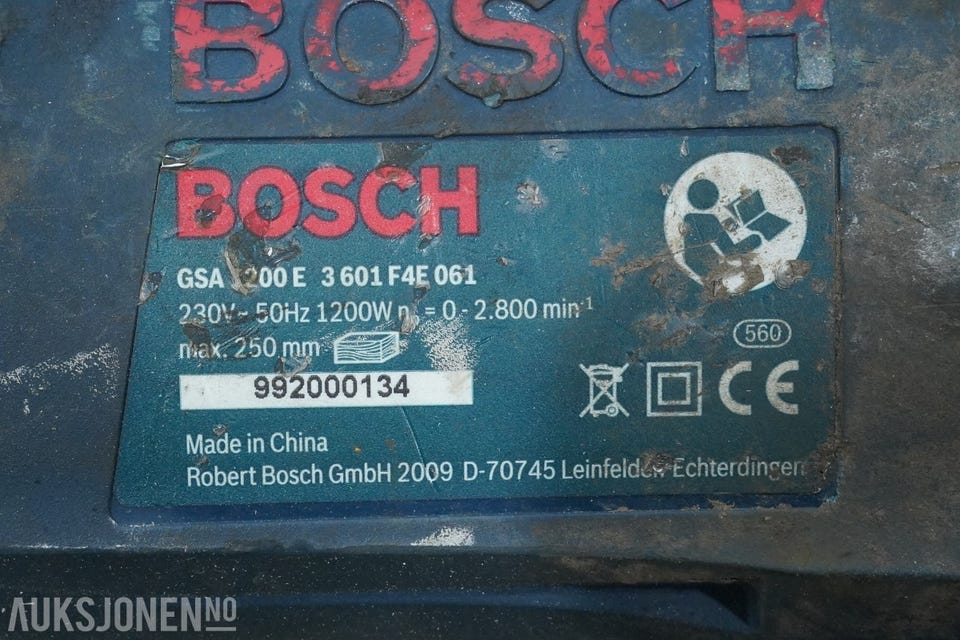 BOSCH
BOSCH
GSA 1200 E 3 601 F4E 061
230V~ 50Hz 1200W n = 0 - 2.800 min-1
max. 250 mm
560
992000134
CE
Made in China
Robert Bosch GmbH 2009 D-70745 Leinfelden-Echterdingen
AUKSJONEN.NO